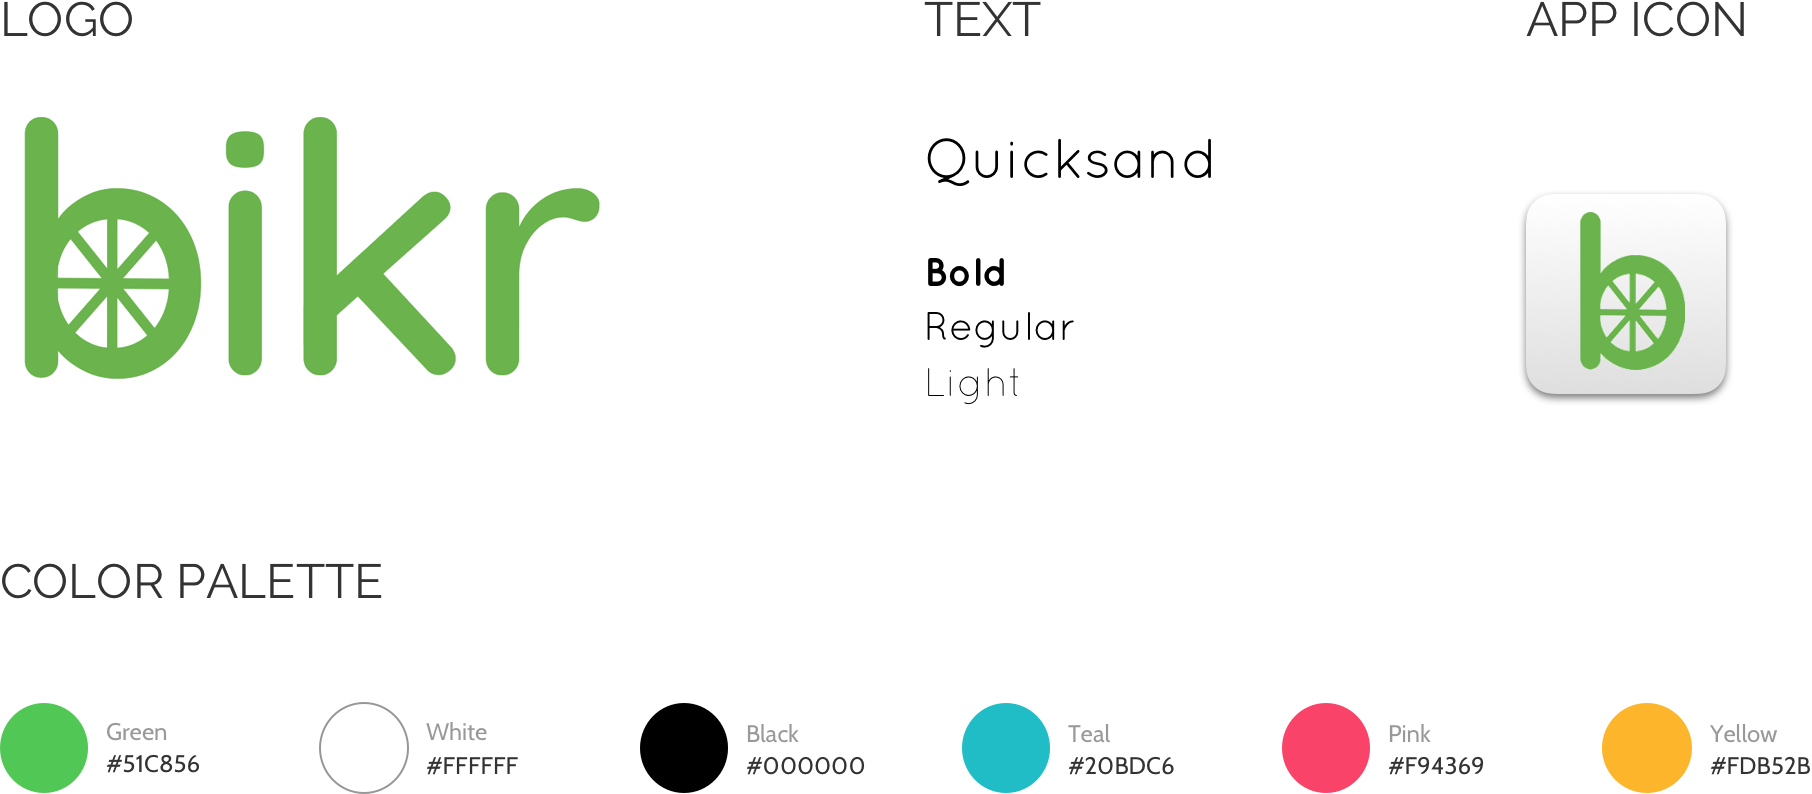 LOGO
TEXT
APP ICON
bikr
Quicksand
Bold
Regular
Light
b
COLOR PALETTE
Green
#51C856
White
#FFFFFF
Black
#000000
Teal
#20BDC6
Pink
#F94369
Yellow
#FDB52B